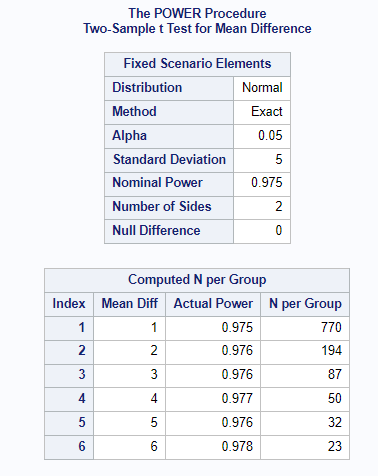 The POWER Procedure
Two-Sample t Test for Mean Difference
Fixed Scenario Elements
Distribution Normal
Method Exact
Alpha 0.05
Standard Deviation 5
Nominal Power 0.975
Number of Sides 2
Null Difference 0
Computed N per Group
Index Mean Diff Actual Power N per Group
1 1 0.975 770
2 2 0.976 194
3 3 0.976 87
4 4 0.977 50
5 5 0.976 32
6 6 0.978 23